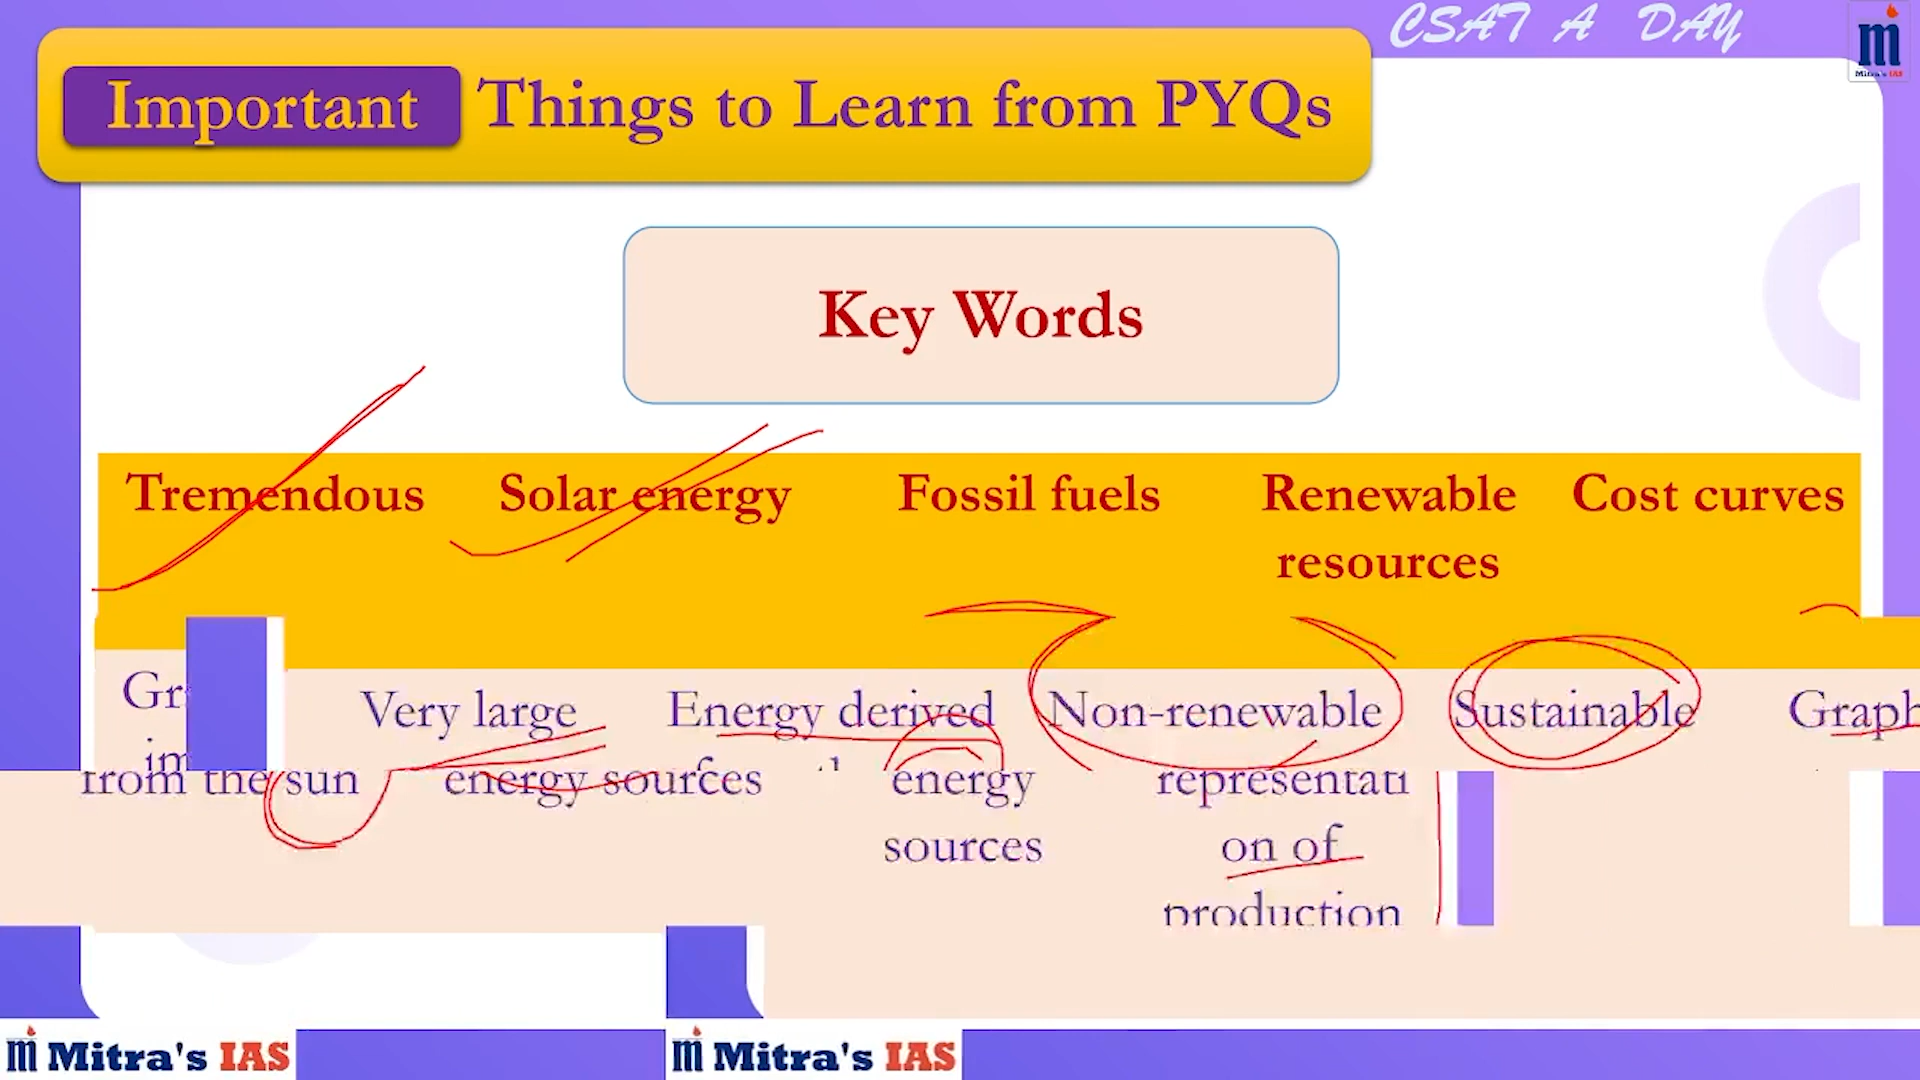 CSAT A DAY
Mitra's IAS
Important Things to Learn from PYQs
Key Words
Tremendous Solar energy Fossil fuels Renewable Cost curves
resources
Very large Energy derived Non-renewable Sustainable
from the sun energy sources energy
sources on of
production
Mitra's IAS Mitra's IAS